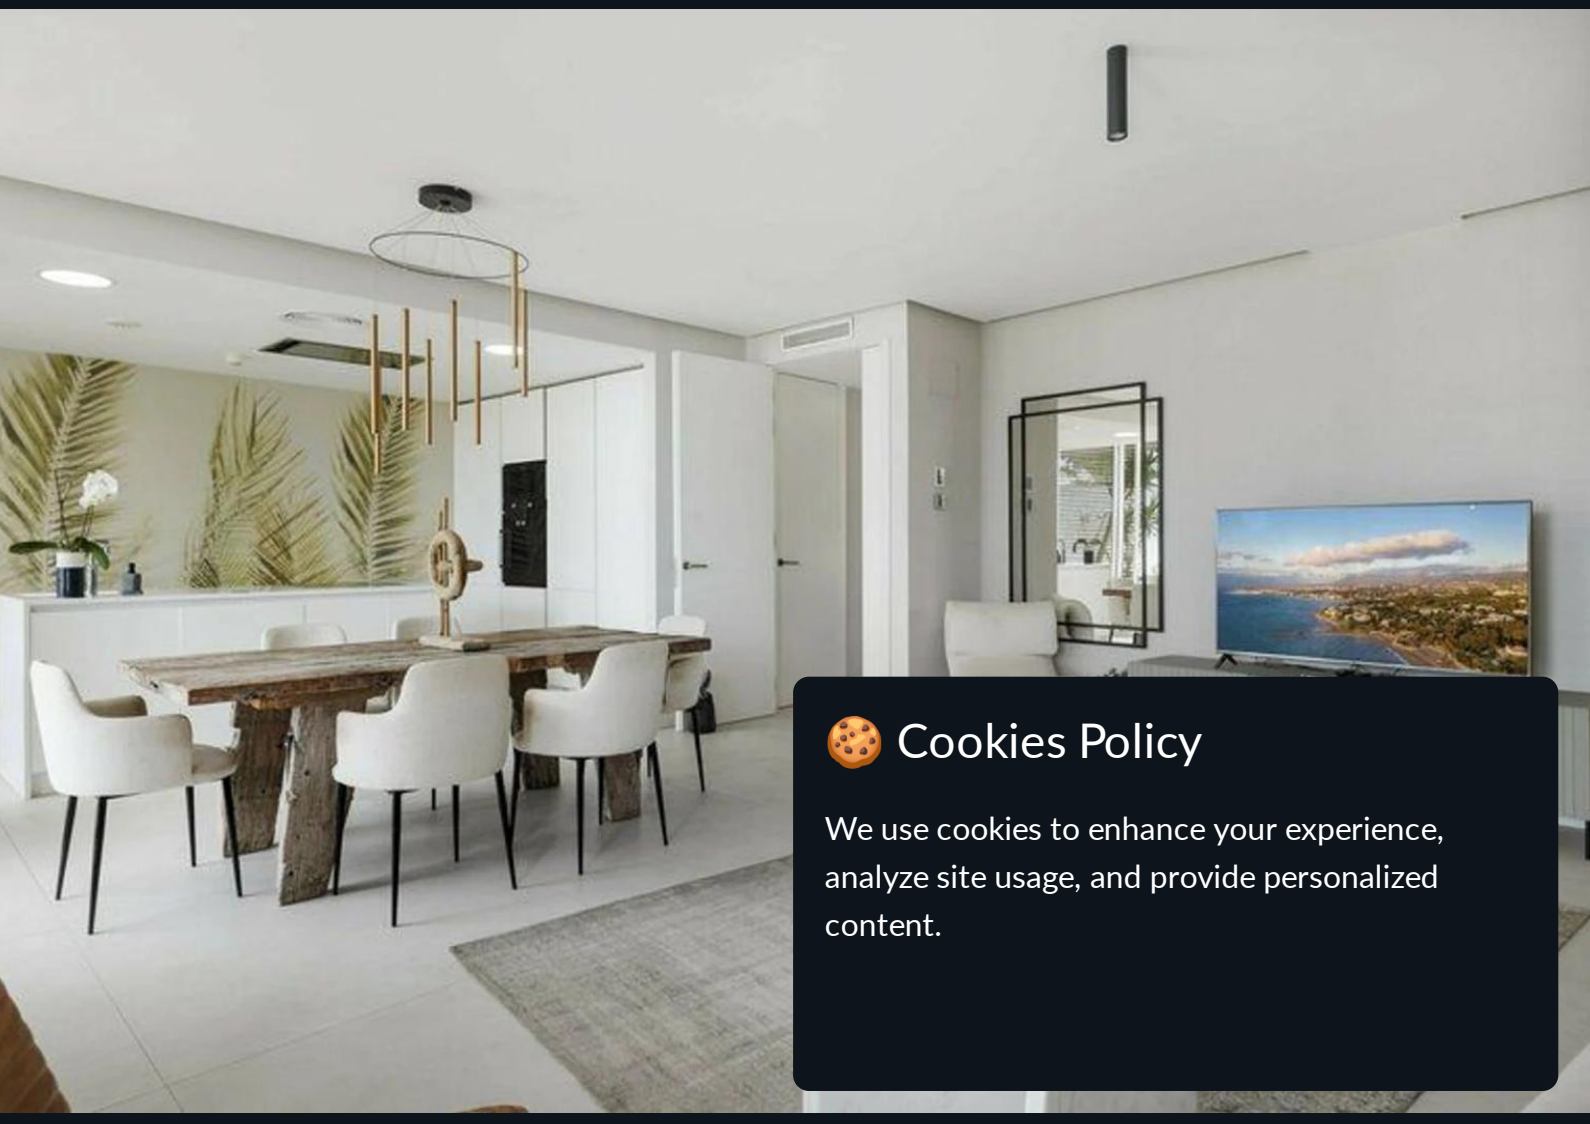 🍪 Cookies Policy
We use cookies to enhance your experience,
analyze site usage, and provide personalized
content.